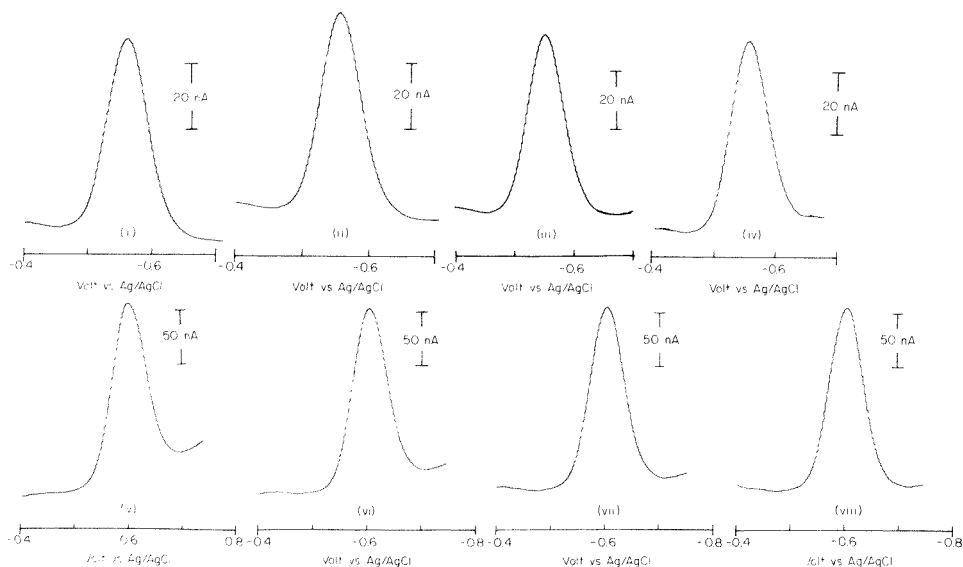 20 nA 20 nA 20 nA 20 nA
(i) (ii) (iii) (iv)
-0.4 -0.6 -0.4 -0.6 -0.4 -0.6 -0.4 -0.6
Volt vs Ag/AgCl Volt vs Ag/AgCl Volt vs Ag/AgCl Volt vs Ag/AgCl
50 nA 50 nA 50 nA 50 nA
(v) (vi) (vii) (viii)
-0.4 0.6 0.8 -0.4 -0.6 -0.8 -0.4 -0.6 -0.8 -0.4 -0.6 -0.8
Volt vs Ag/AgCl Volt vs Ag/AgCl Volt vs Ag/AgCl Volt vs Ag/AgCl